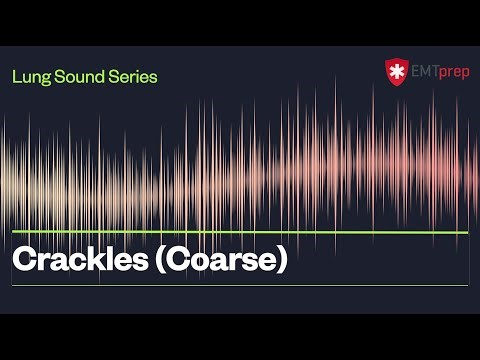 Lung Sound Series
EMTprep
Crackles (Coarse)